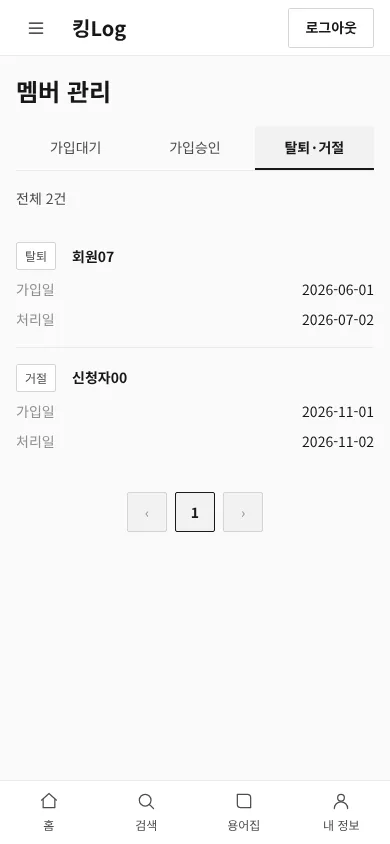 킹Log 로그아웃
멤버 관리
가입대기 가입승인 탈퇴·거절
전체 2건
탈퇴 회원07
가입일 2026-06-01
처리일 2026-07-02
거절 신청자00
가입일 2026-11-01
처리일 2026-11-02
‹ 1 ›
홈 검색 용어집 내 정보